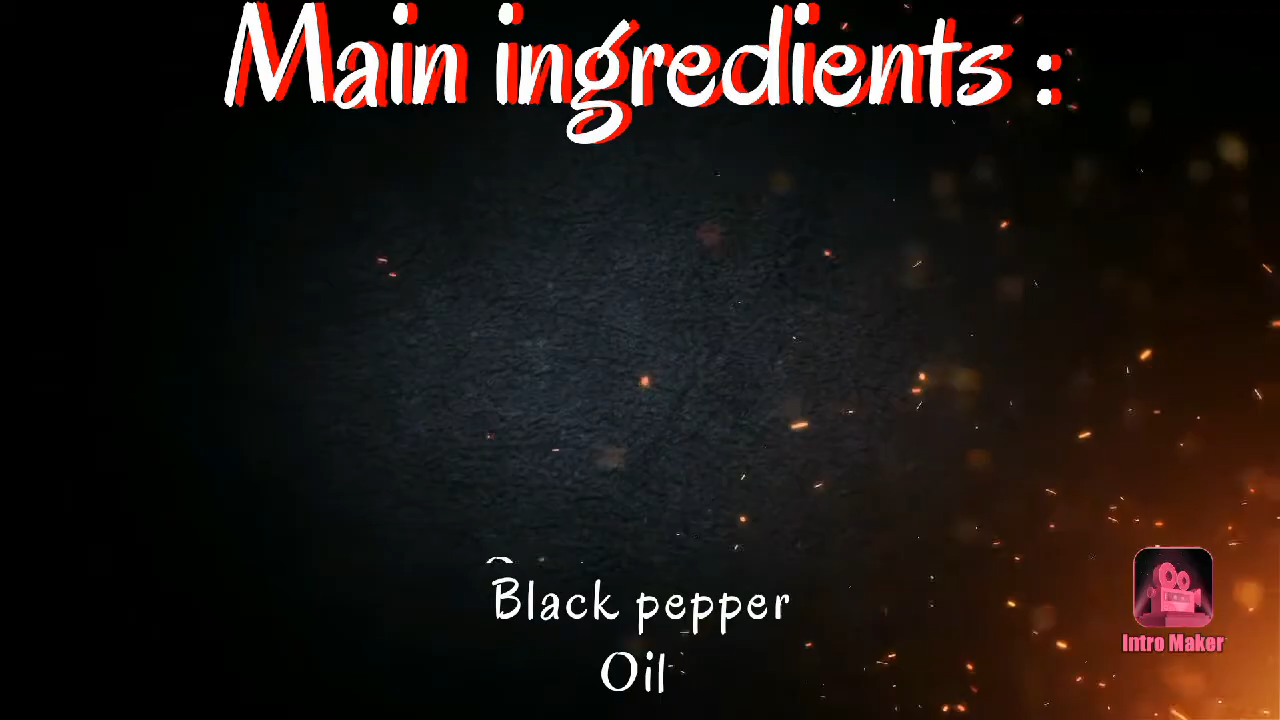 Main ingredients :
Black pepper
Oil
Intro Maker